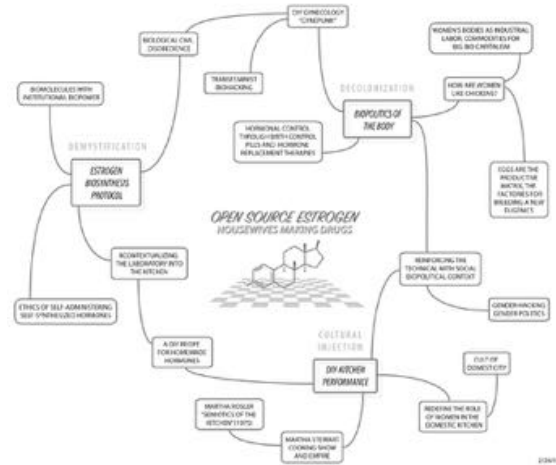 DIY GYNECOLOGY,
"GYNEPUNK"
BIOLOGICAL CIVIL
DISOBEDIENCE
TRANSFEMINIST
BIOHACKING
BIOMOLECULES WITH
INSTITUTIONAL BIOPOWER
DEMYSTIFICATION
ESTROGEN
BIOSYNTHESIS
PROTOCOL
ETHICS OF SELF-ADMINISTERING
SELF-SYNTHESIZED HORMONES
RCONTEXTUALIZING
THE LABORATORY INTO
THE KITCHEN
A DIY RECIPE
FOR HOMEMADE
HORMONES
WOMEN'S BODIES AS INDUSTRIAL
LABOR, COMMODITIES FOR
BIG BIO CAPITALISM
DECOLONIZATION
BIOPOLITICS OF
THE BODY
HOW ARE WOMEN
LIKE CHICKENS?
HORMONAL CONTROL
THROUGH BIRTH CONTROL
PILLS AND HORMONE
REPLACEMENT THERAPIES
EGGS ARE THE
PRODUCTIVE
MATRIX, THE
FACTORIES FOR
BREEDING A NEW
EUGENICS
OPEN SOURCE ESTROGEN
HOUSEWIVES MAKING DRUGS
REINFORCING THE
TECHNICAL WITH SOCIAL
BIOPOLITICAL CONTEXT
GENDER-HACKING
GENDER POLITICS
CULTURAL
INJECTION
DIY KITCHEN
PERFORMANCE
CULT OF
DOMESTICITY
REDEFINE THE ROLE
OF WOMEN IN THE
DOMESTIC KITCHEN
MARTHA ROSLER
"SEMIOTICS OF THE
KITCHEN" (1975)
MARTHA STEWART
COOKING SHOW
AND EMPIRE